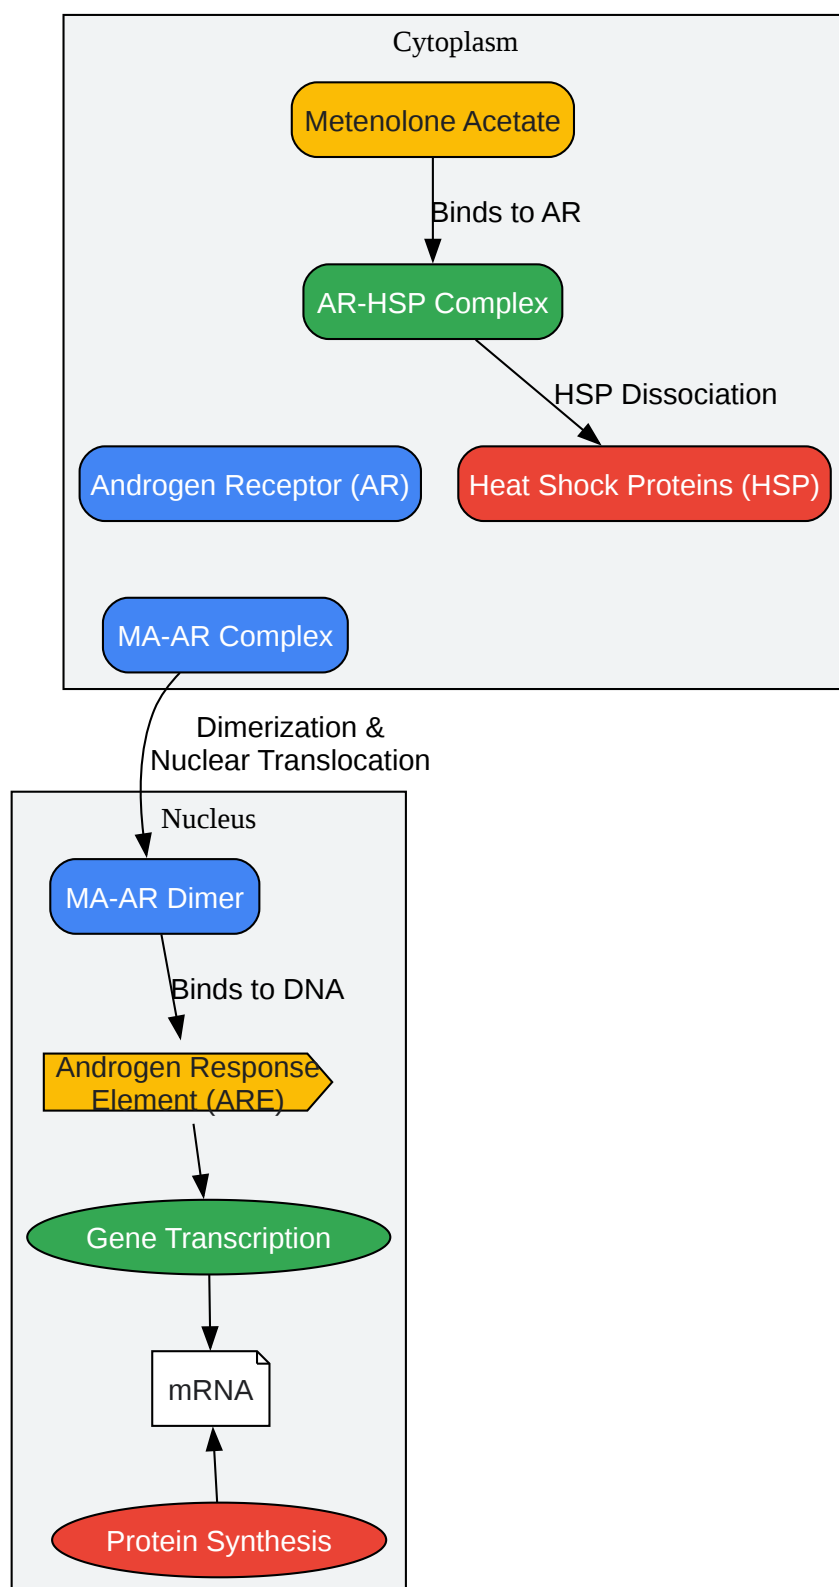 Cytoplasm
Metenolone Acetate
Binds to AR
AR-HSP Complex
HSP Dissociation
Androgen Receptor (AR)
Heat Shock Proteins (HSP)
MA-AR Complex
Dimerization &
Nuclear Translocation
Nucleus
MA-AR Dimer
Binds to DNA
Androgen Response
Element (ARE)
Gene Transcription
mRNA
Protein Synthesis